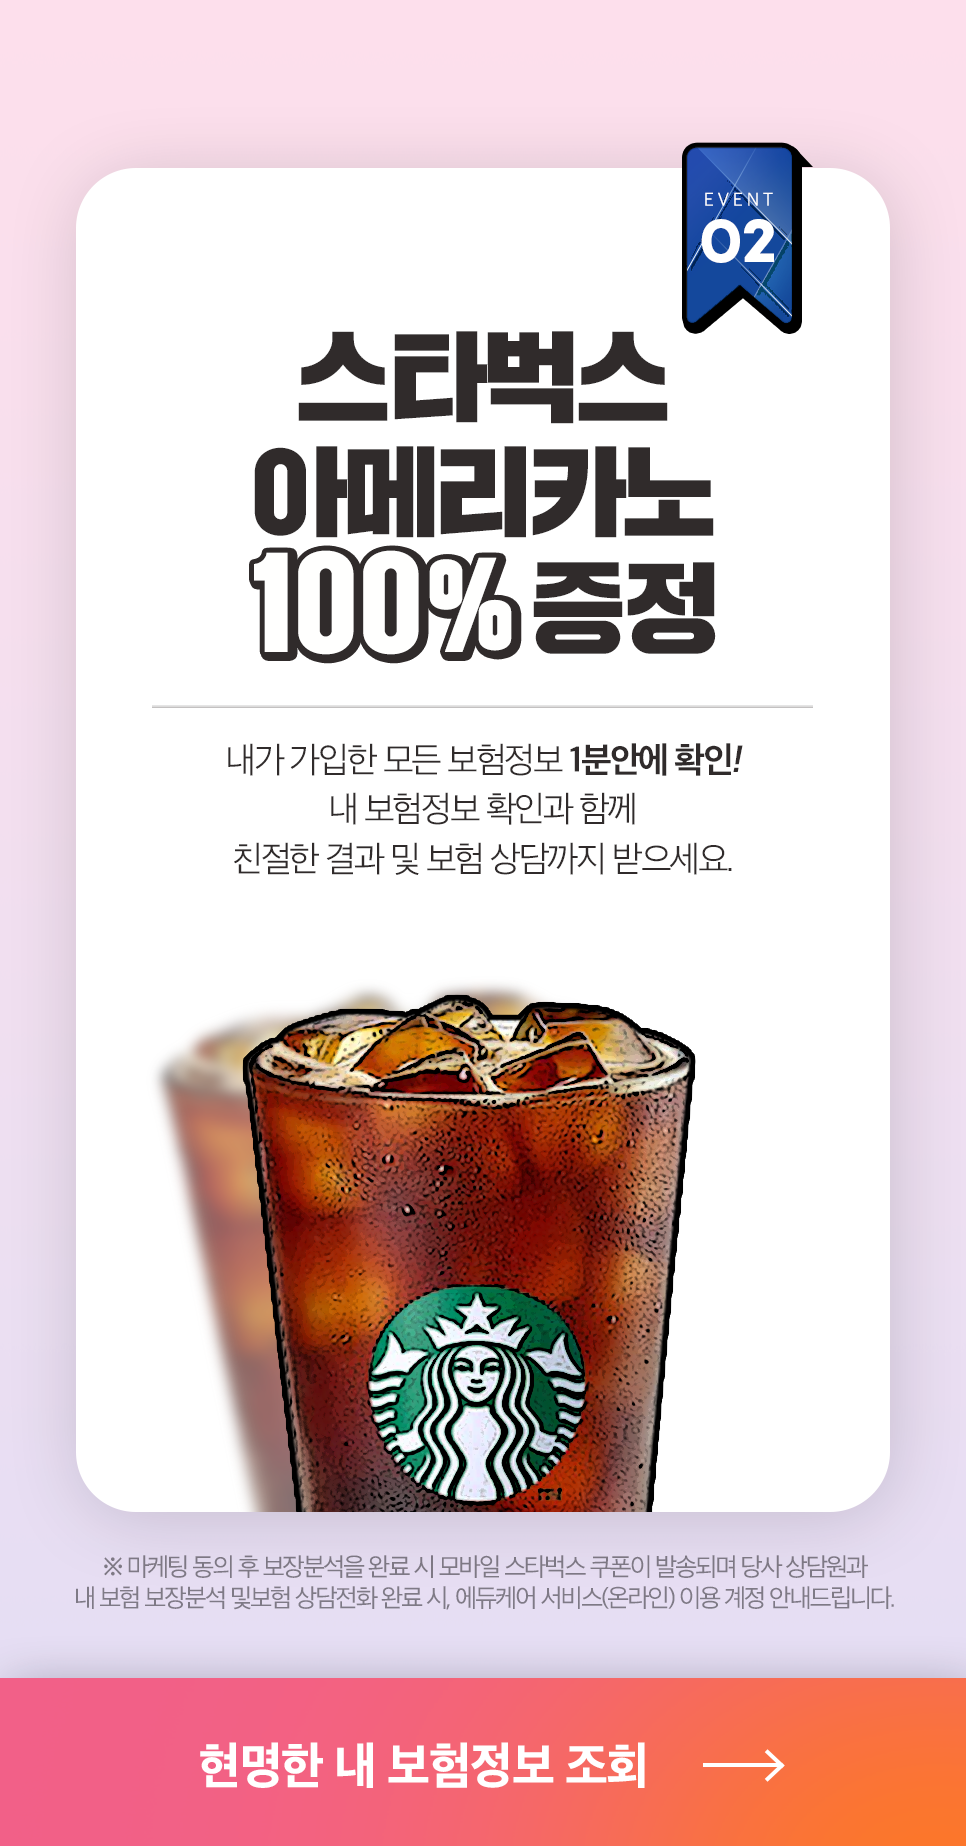 EVENT
02
스타벅스
아메리카노
100% 증정
내가 가입한 모든 보험정보 1분안에 확인!
내 보험정보 확인과 함께
친절한 결과 및 보험 상담까지 받으세요.
※ 마케팅 동의 후 보장분석을 완료 시 모바일 스타벅스 쿠폰이 발송되며 당사 상담원과
내 보험 보장분석 및보험 상담전화 완료 시, 에듀케어 서비스(온라인) 이용 계정 안내드립니다.
현명한 내 보험정보 조회